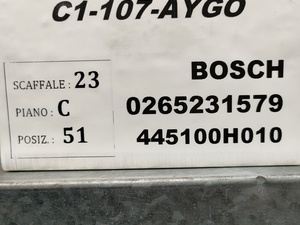 C1-107-AYGO
SCAFFALE : 23
PIANO : C
POSIZ. : 51
BOSCH
0265231579
445100H010